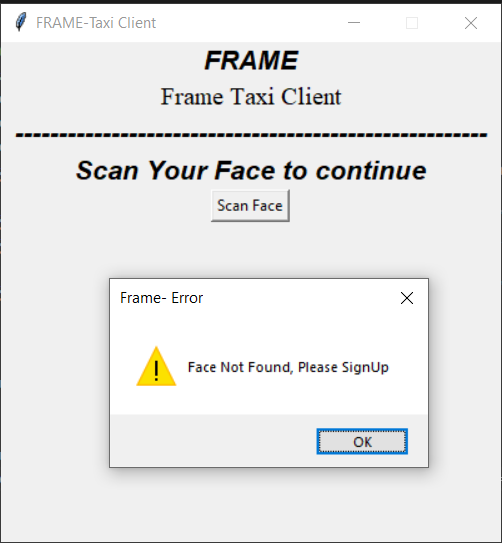 FRAME-Taxi Client
FRAME
Frame Taxi Client
------------------------------------------------------
Scan Your Face to continue
Scan Face
Frame- Error
Face Not Found, Please SignUp
OK